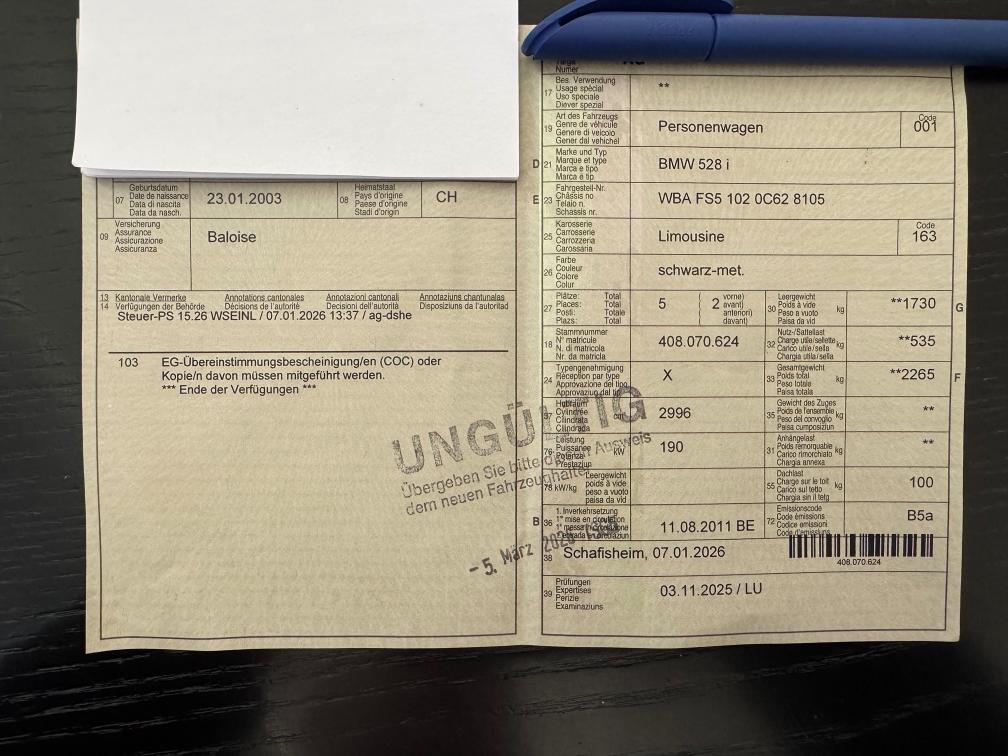 07 Geburtsdatum
Date de naissance
Data di nascita
Data da nasch.
23.01.2003
08 Heimatstaat
Pays d'origine
Paese d'origine
Stadi d'origin
CH
09 Versicherung
Assurance
Assicurazione
Assicuranza
Baloise
13 Kantonale Vermerke Annotations cantonales Annotazioni cantonali Annotaziuns chantunalas
14 Verfügungen der Behörde Décisions de l'autorité Decisioni dell'autorità Disposiziuns da l'autoritad
Steuer-PS 15.26 WSEINL / 07.01.2026 13:37 / ag-dshe
103 EG-Übereinstimmungsbescheinigung/en (COC) oder
Kopie/n davon müssen mitgeführt werden.
*** Ende der Verfügungen ***
UNGÜLTIG
Übergeben Sie bitte diesen Ausweis
dem neuen Fahrzeughalter
- 5. März
Numer
17 Bes. Verwendung
Usage spécial
Uso speciale
Diever spezial
**
19 Art des Fahrzeugs
Genre de véhicule
Genere di veicolo
Gener dal vehichel
Personenwagen
Code
001
D 21 Marke und Typ
Marque et type
Marca e tipo
Marca e tip
BMW 528 i
E 23 Fahrgestell-Nr.
Châssis no
Telaio n.
Schassis nr.
WBA FS5 102 0C62 8105
25 Karosserie
Carrosserie
Carrozzeria
Carossaria
Limousine
Code
163
26 Farbe
Couleur
Colore
Colur
schwarz-met.
27 Plätze: Total
Places: Total
Posti: Totale
Plazs: Total
5
( 2 vorne)
avant)
anteriori)
davant)
30 Leergewicht
Poids à vide
Peso a vuoto
Paisa da vid
kg
**1730
G
18 Stammnummer
N° matricule
N. di matricola
Nr. da matricla
408.070.624
32 Nutz-/Sattellast
Charge utile/sellette
Carico utile/sella
Chargia utila/sella
kg
**535
24 Typengenehmigung
Réception par type
Approvazione del tipo
Approvaziun dal tip
X
33 Gesamtgewicht
Poids total
Peso totale
Paisa totala
kg
**2265
F
37 Hubraum
Cylindrée
Cilindrata
Cilindrada
cm³
2996
35 Gewicht des Zuges
Poids de l'ensemble
Peso del convoglio
Paisa cumposiziun
kg
**
76 Leistung
Puissance
Potenza
Prestaziun
kW
190
31 Anhängelast
Poids remorquable
Carico rimorchiato
Chargia annexa
kg
**
78 kW/kg
Leergewicht
poids à vide
peso a vuoto
paisa da vid
55 Dachlast
Charge sur le toit
Carico sul tetto
Chargia sin il tetg
kg
100
B 36 1. Inverkehrsetzung
1re mise en circulation
11.08.2011 BE
72 Emissionscode
Code émissions
Codice emissioni
Code d'emissiun
B5a
38 Schafisheim, 07.01.2026
408.070.624
39 Prüfungen
Expertises
Perizie
Examinaziuns
03.11.2025 / LU